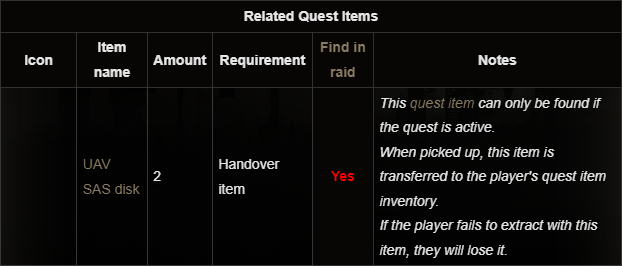 Related Quest Items
Icon
Item name
Amount
Requirement
Find in raid
Notes
UAV SAS disk
2
Handover item
Yes
This quest item can only be found if
the quest is active.
When picked up, this item is
transferred to the player's quest item
inventory.
If the player fails to extract with this
item, they will lose it.